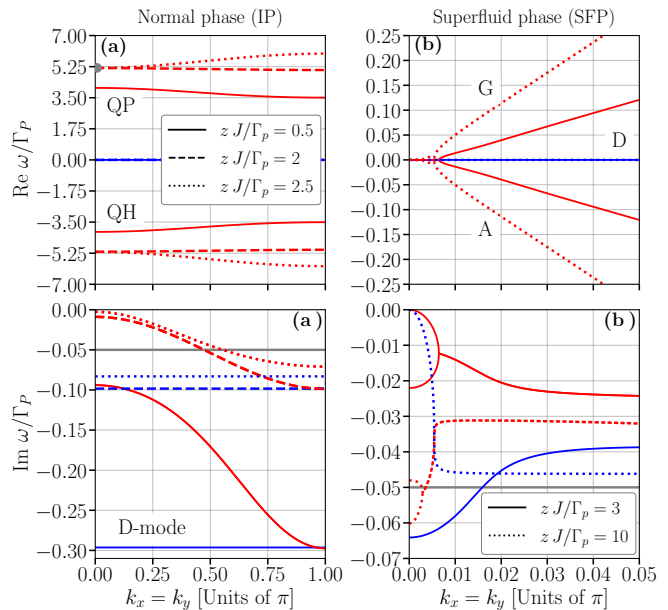 Normal phase (IP)
Superfluid phase (SFP)
(a)
(b)
Re ω/Γ_P
7.00
5.25
3.50
1.75
0.00
−1.75
−3.50
−5.25
−7.00
QP
QH
z J/Γ_p = 0.5
z J/Γ_p = 2
z J/Γ_p = 2.5
0.25
0.20
0.15
0.10
0.05
0.00
−0.05
−0.10
−0.15
−0.20
−0.25
G
D
A
Im ω/Γ_P
0.00
−0.05
−0.10
−0.15
−0.20
−0.25
−0.30
(a)
D-mode
0.00
0.25
0.50
0.75
1.00
k_x = k_y [Units of π]
0.00
−0.01
−0.02
−0.03
−0.04
−0.05
−0.06
−0.07
(b)
z J/Γ_p = 3
z J/Γ_p = 10
0.00
0.01
0.02
0.03
0.04
0.05
k_x = k_y [Units of π]